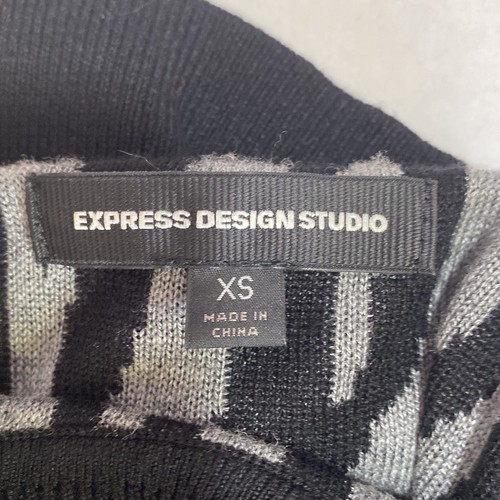 EXPRESS DESIGN STUDIO
XS
MADE IN
CHINA